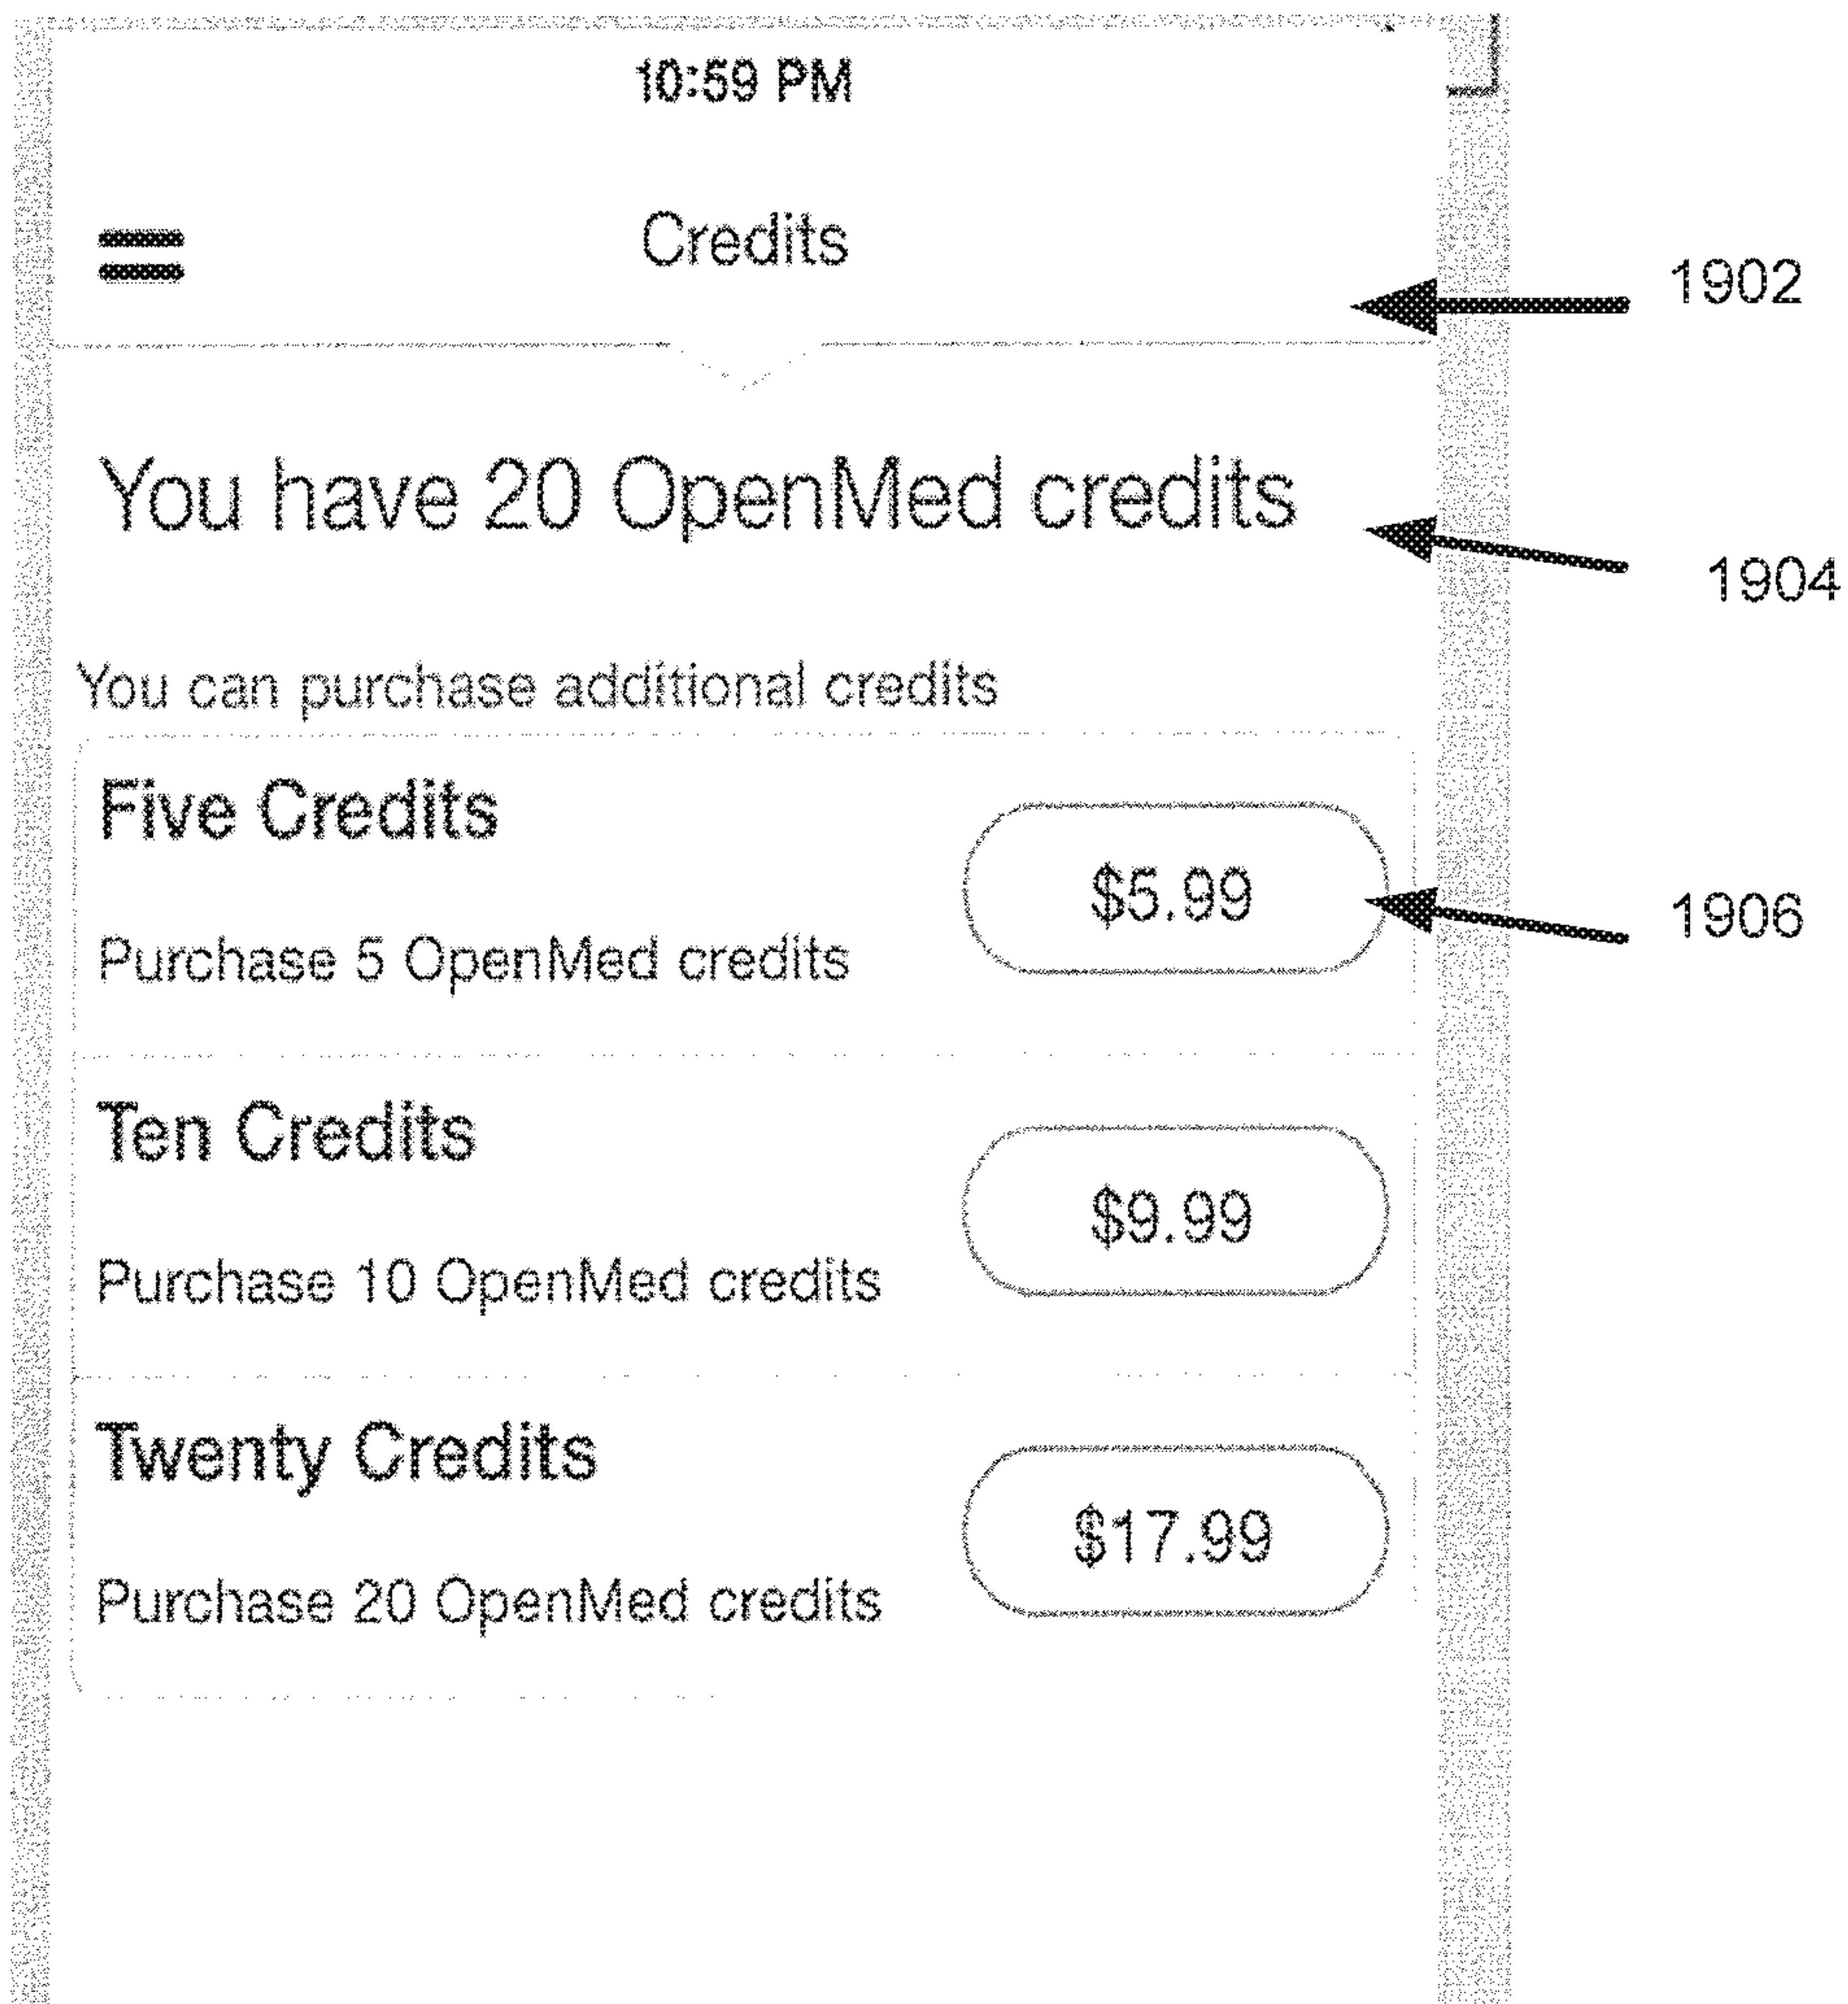 10:59 PM
Credits
1902
You have 20 OpenMed credits
1904
You can purchase additional credits
Five Credits
$5.99
1906
Purchase 5 OpenMed credits
Ten Credits
$9.99
Purchase 10 OpenMed credits
Twenty Credits
$17.99
Purchase 20 OpenMed credits